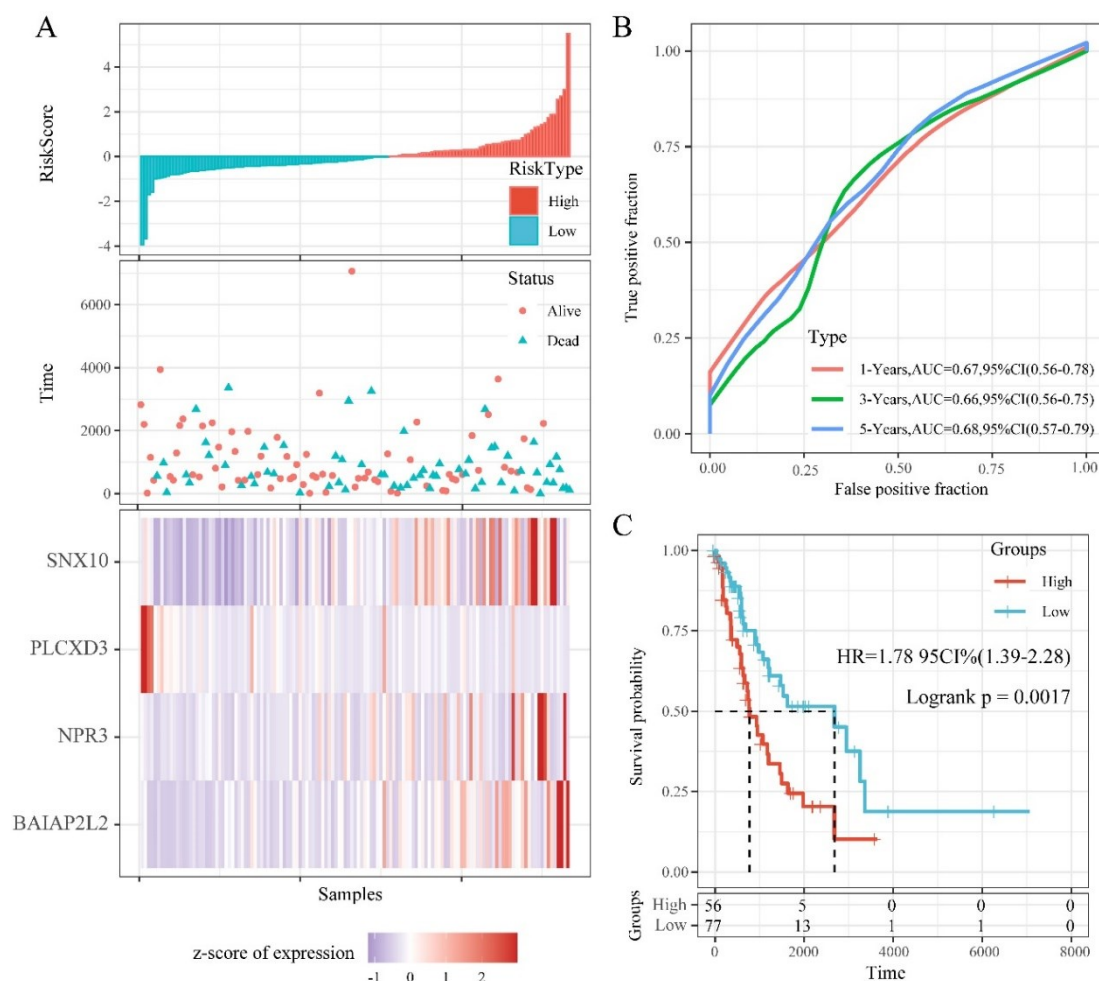 A
RiskScore
4
2
0
-2
-4
RiskType
High
Low
Time
6000
4000
2000
0
Status
Alive
Dead
SNX10
PLCXD3
NPR3
BAIAP2L2
Samples
z-score of expression
-1 0 1 2
B
True positive fraction
1.00
0.75
0.50
0.25
0.00
Type
1-Years,AUC=0.67,95%CI(0.56-0.78)
3-Years,AUC=0.66,95%CI(0.56-0.75)
5-Years,AUC=0.68,95%CI(0.57-0.79)
0.00 0.25 0.50 0.75 1.00
False positive fraction
C
Survival probability
1.00
0.75
0.50
0.25
0.00
Groups
High
Low
HR=1.78 95CI%(1.39-2.28)
Logrank p = 0.0017
Groups
High 56 5 0 0 0
Low 77 13 1 1 0
0 2000 4000 6000 8000
Time